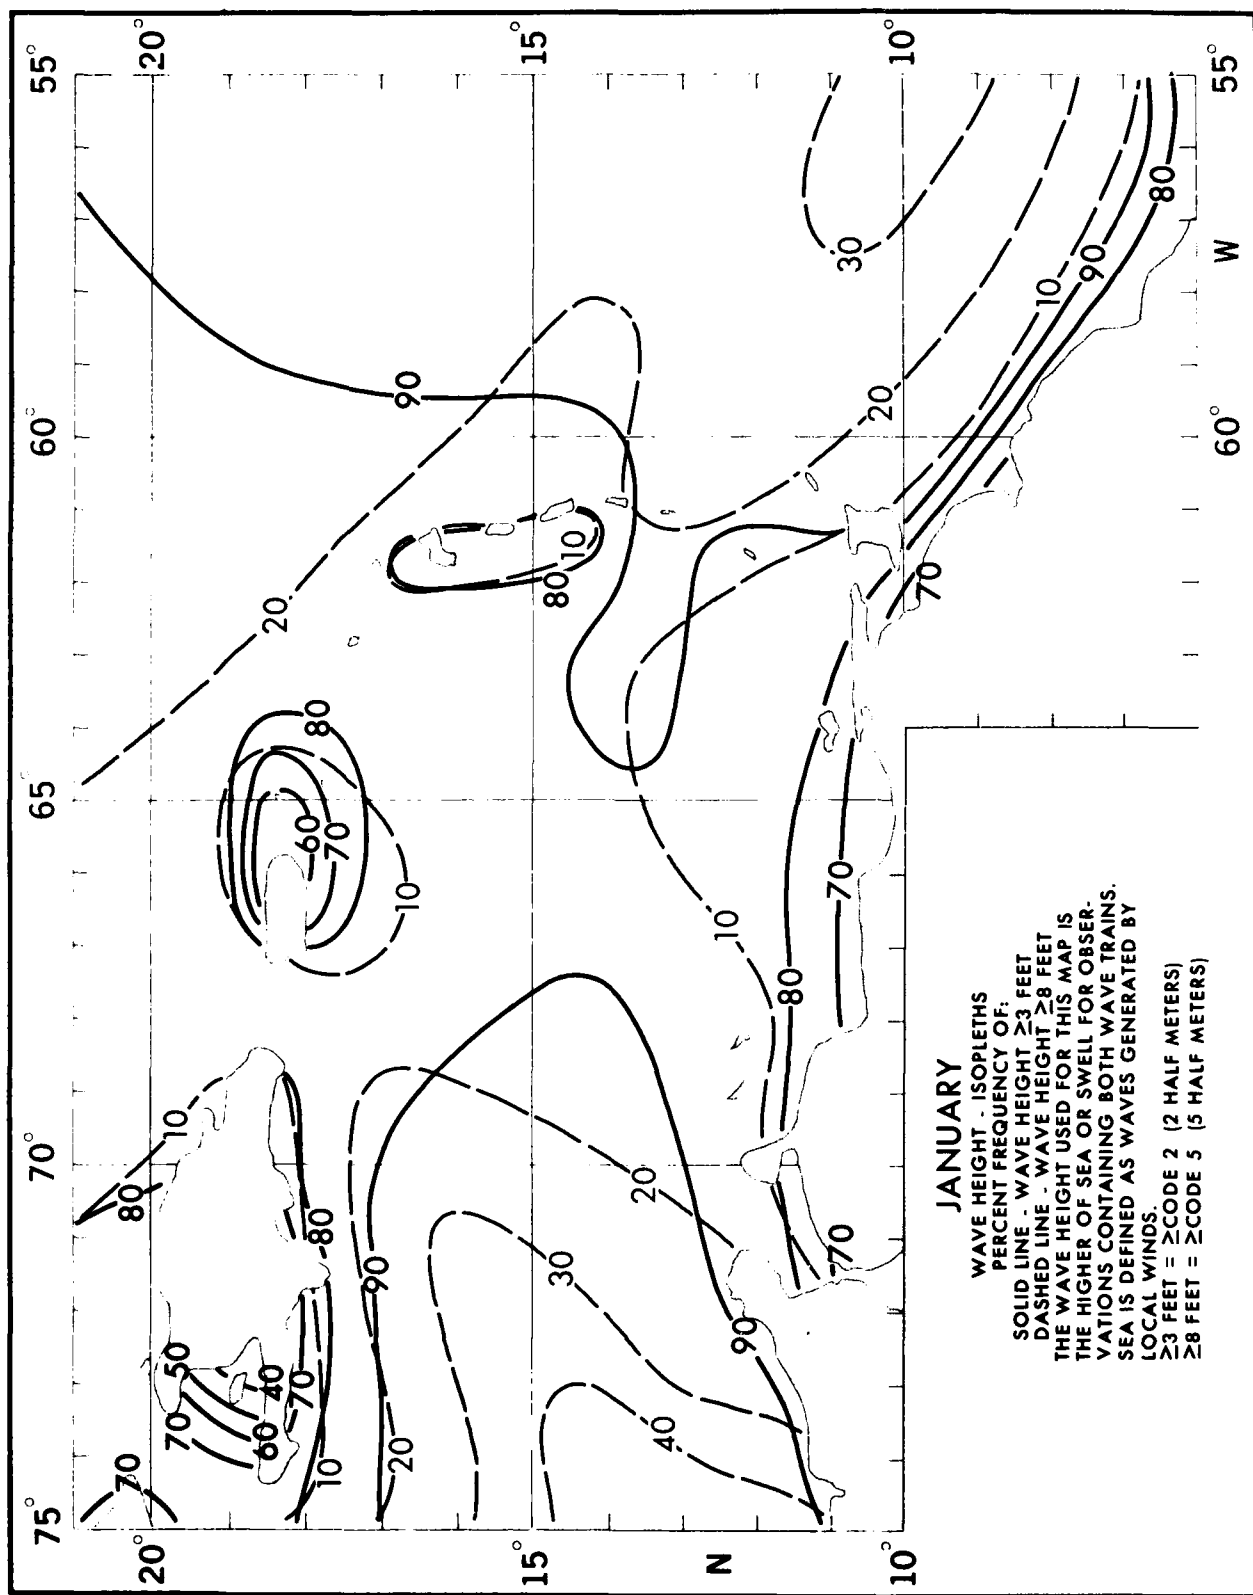 75° 70° 65° 60° 55°
70
20°
70
50
80
10
20°
60
40
70
80
10
60
70
80
20
20
90
10
90
15°
30
80
10
15°
40
20
N
90
10
80
70
70
30
20
10°
70
10°
JANUARY
WAVE HEIGHT - ISOPLETHS
PERCENT FREQUENCY OF:
SOLID LINE - WAVE HEIGHT ≥3 FEET
DASHED LINE - WAVE HEIGHT ≥8 FEET
THE WAVE HEIGHT USED FOR THIS MAP IS
THE HIGHER OF SEA OR SWELL FOR OBSER-
VATIONS CONTAINING BOTH WAVE TRAINS.
SEA IS DEFINED AS WAVES GENERATED BY
LOCAL WINDS.
≥3 FEET = ≥CODE 2 (2 HALF METERS)
≥8 FEET = ≥CODE 5 (5 HALF METERS)
10
90
80
60° W 55°